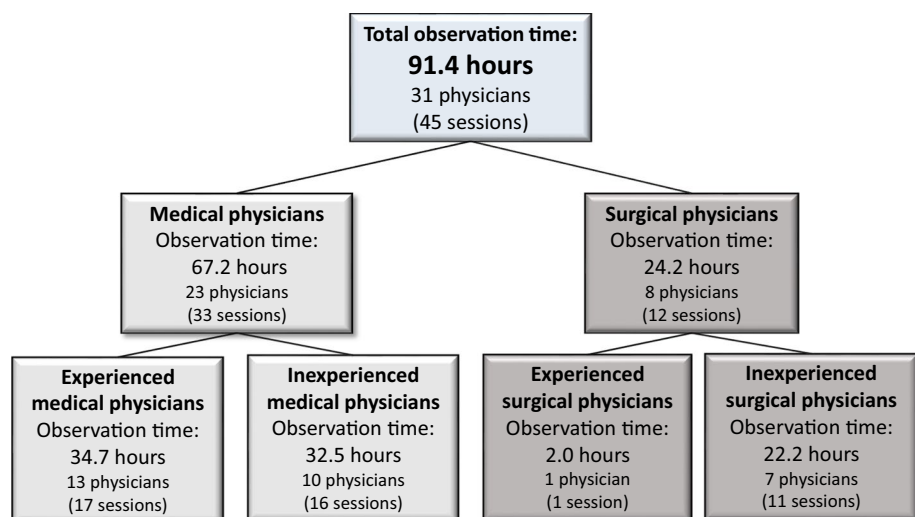 Total observation time:
91.4 hours
31 physicians
(45 sessions)
Medical physicians
Observation time:
67.2 hours
23 physicians
(33 sessions)
Surgical physicians
Observation time:
24.2 hours
8 physicians
(12 sessions)
Experienced
medical physicians
Observation time:
34.7 hours
13 physicians
(17 sessions)
Inexperienced
medical physicians
Observation time:
32.5 hours
10 physicians
(16 sessions)
Experienced
surgical physicians
Observation time:
2.0 hours
1 physician
(1 session)
Inexperienced
surgical physicians
Observation time:
22.2 hours
7 physicians
(11 sessions)